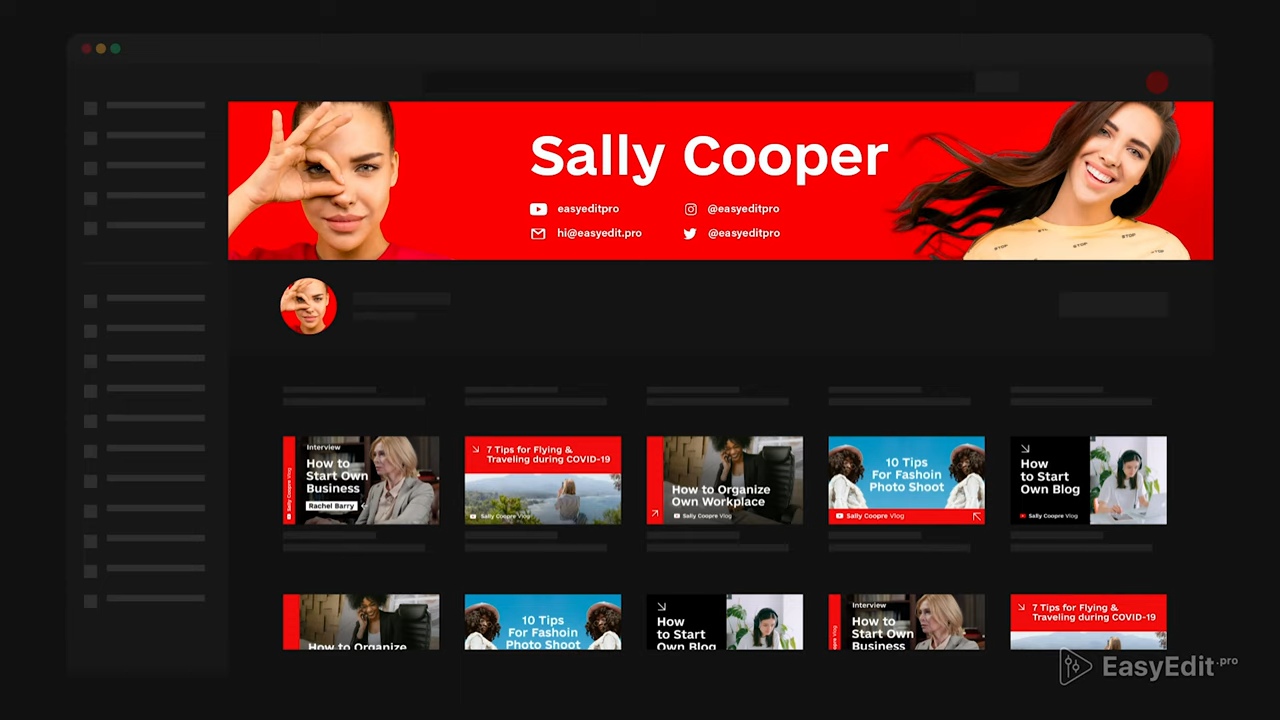 Sally Cooper
easyeditpro
@easyeditpro
hi@easyedit.pro
@easyeditpro
Interview
How to
Start Own
Business
Rachel Barry
Sally Coopre Vlog
7 Tips for Flying &
Traveling during COVID-19
Sally Coopre Vlog
How to Organize
Own Workplace
Sally Coopre Vlog
10 Tips
For Fashoin
Photo Shoot
Sally Coopre Vlog
How
to Start
Own Blog
Sally Coopre Vlog
How to Organize
10 Tips
For Fashoin
Photo Shoot
How
to Start
Own Blog
Interview
How to
Start Own
Business
opre Vlog
7 Tips for Flying &
Traveling during COVID-19
EasyEdit.pro